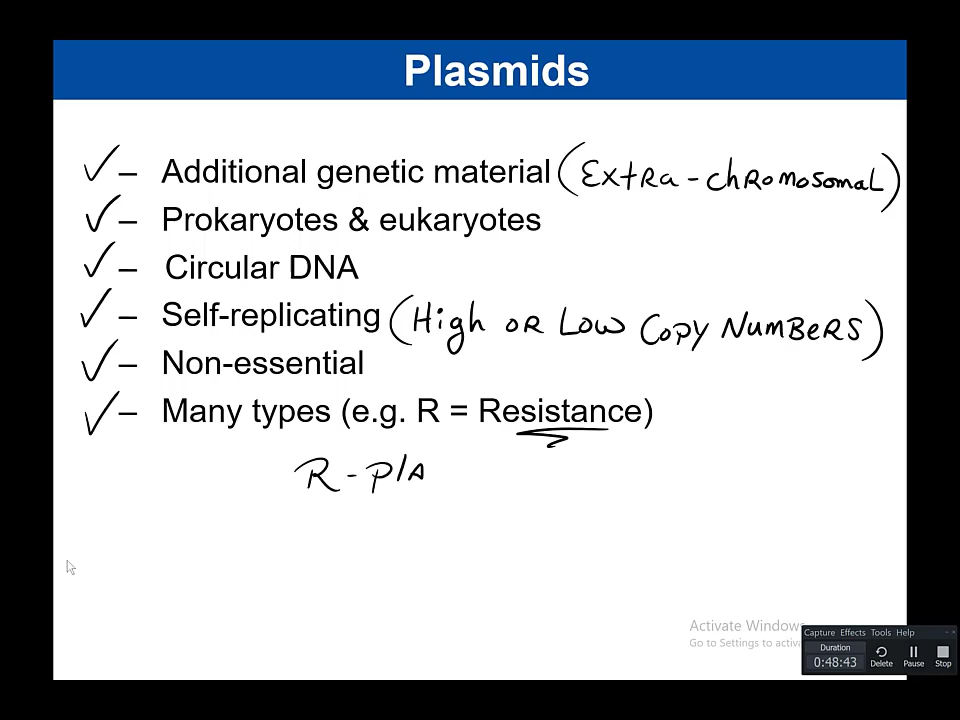 Plasmids
– Additional genetic material (Extra-chromosomal)
– Prokaryotes & eukaryotes
– Circular DNA
– Self-replicating (High or Low Copy Numbers)
– Non-essential
– Many types (e.g. R = Resistance)
R-pla
Activate Windows
Go to Settings to activ
Capture Effects Tools Help
Duration
0:48:43
Delete Pause Stop